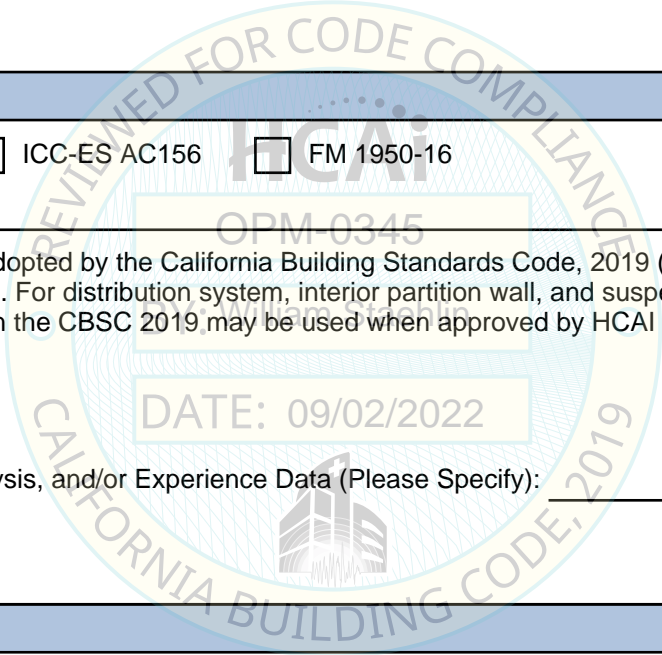 REVIEWED FOR CODE COMPLIANCE
HCAi
ICC-ES AC156 FM 1950-16
OPM-0345
dopted by the California Building Standards Code, 2019 (
. For distribution system, interior partition wall, and suspe
n the CBSC 2019 may be used when approved by HCAI
BY: William Staehlin
DATE: 09/02/2022
ysis, and/or Experience Data (Please Specify):
CALIFORNIA BUILDING CODE, 2019